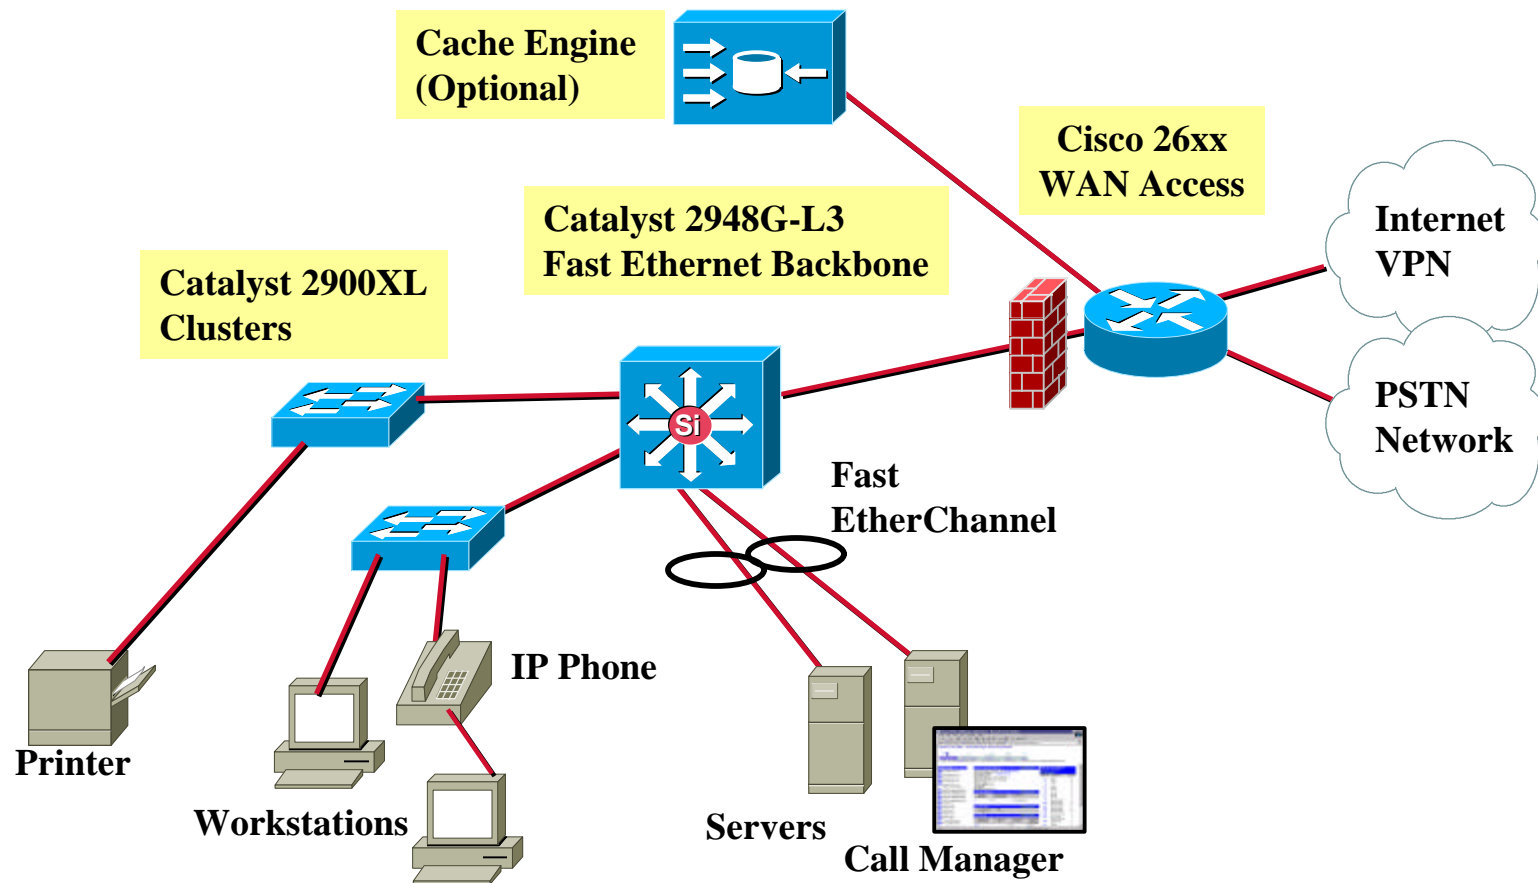 Cache Engine
(Optional)
Cisco 26xx
WAN Access
Catalyst 2948G-L3
Fast Ethernet Backbone
Internet
VPN
Catalyst 2900XL
Clusters
PSTN
Network
Si
Fast
EtherChannel
IP Phone
Printer
Workstations
Servers
Call Manager